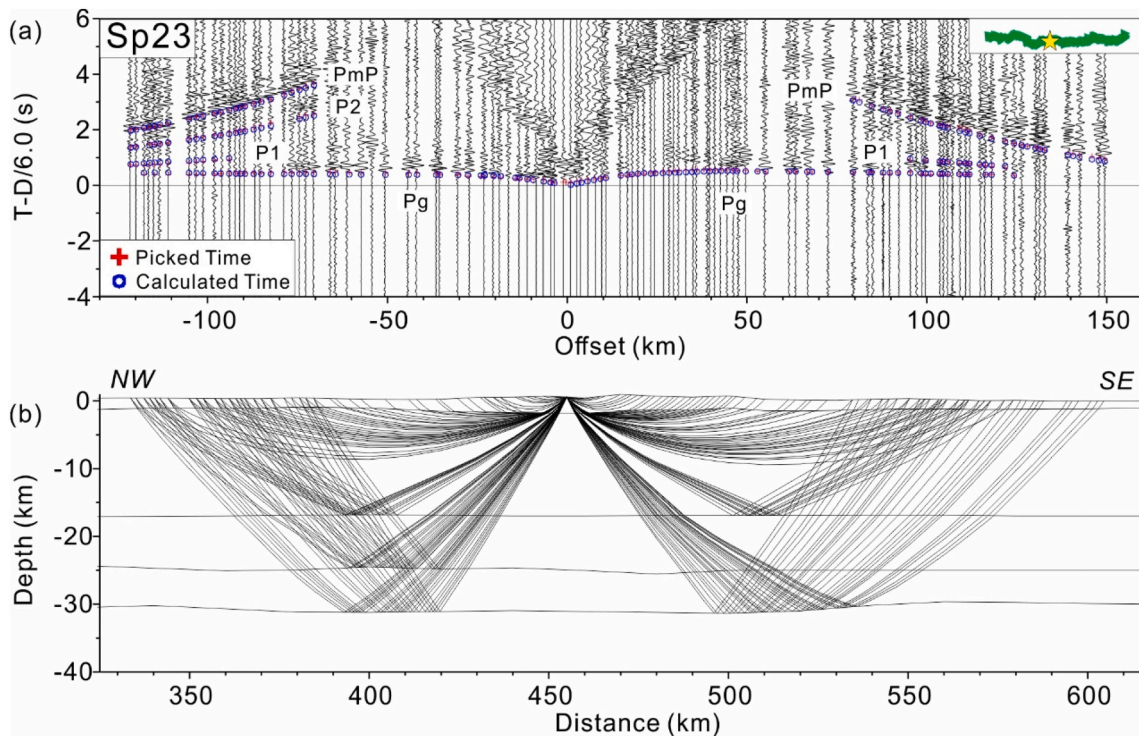 (a)
Sp23
T-D/6.0 (s)
6
4
2
0
-2
-4
PmP
P2
P1
Pg
PmP
P1
Pg
Picked Time
Calculated Time
-100
-50
0
50
100
150
Offset (km)
NW
SE
(b)
Depth (km)
0
-10
-20
-30
-40
350
400
450
500
550
600
Distance (km)